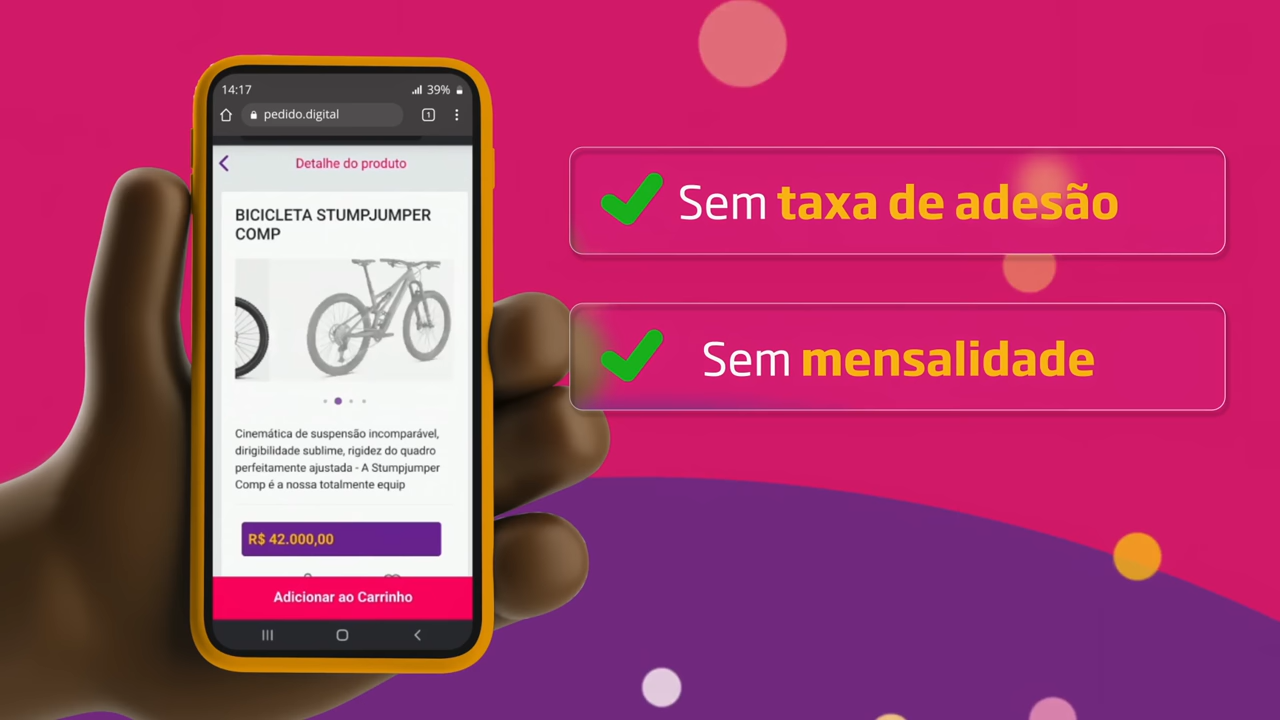 14:17
39%
pedido.digital
1
Detalhe do produto
BICICLETA STUMPJUMPER
COMP
Cinemática de suspensão incomparável,
dirigibilidade sublime, rigidez do quadro
perfeitamente ajustada - A Stumpjumper
Comp é a nossa totalmente equip
R$ 42.000,00
Adicionar ao Carrinho
Sem taxa de adesão
Sem mensalidade